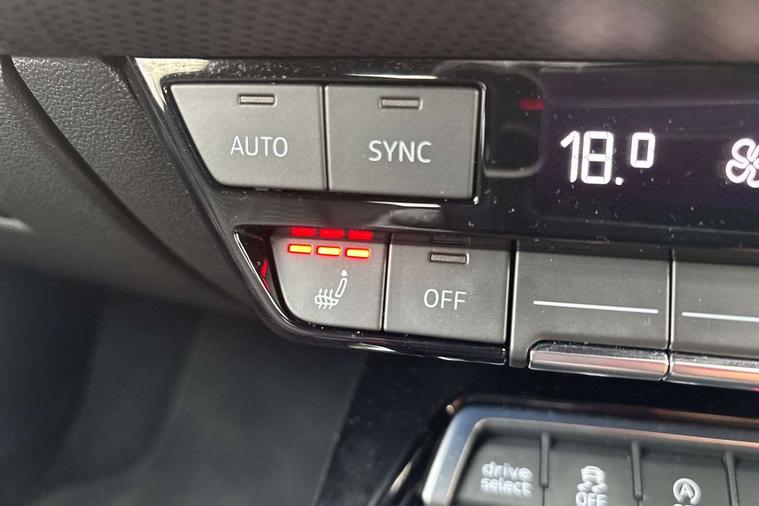 AUTO
SYNC
18.0
OFF
drive
select
OFF